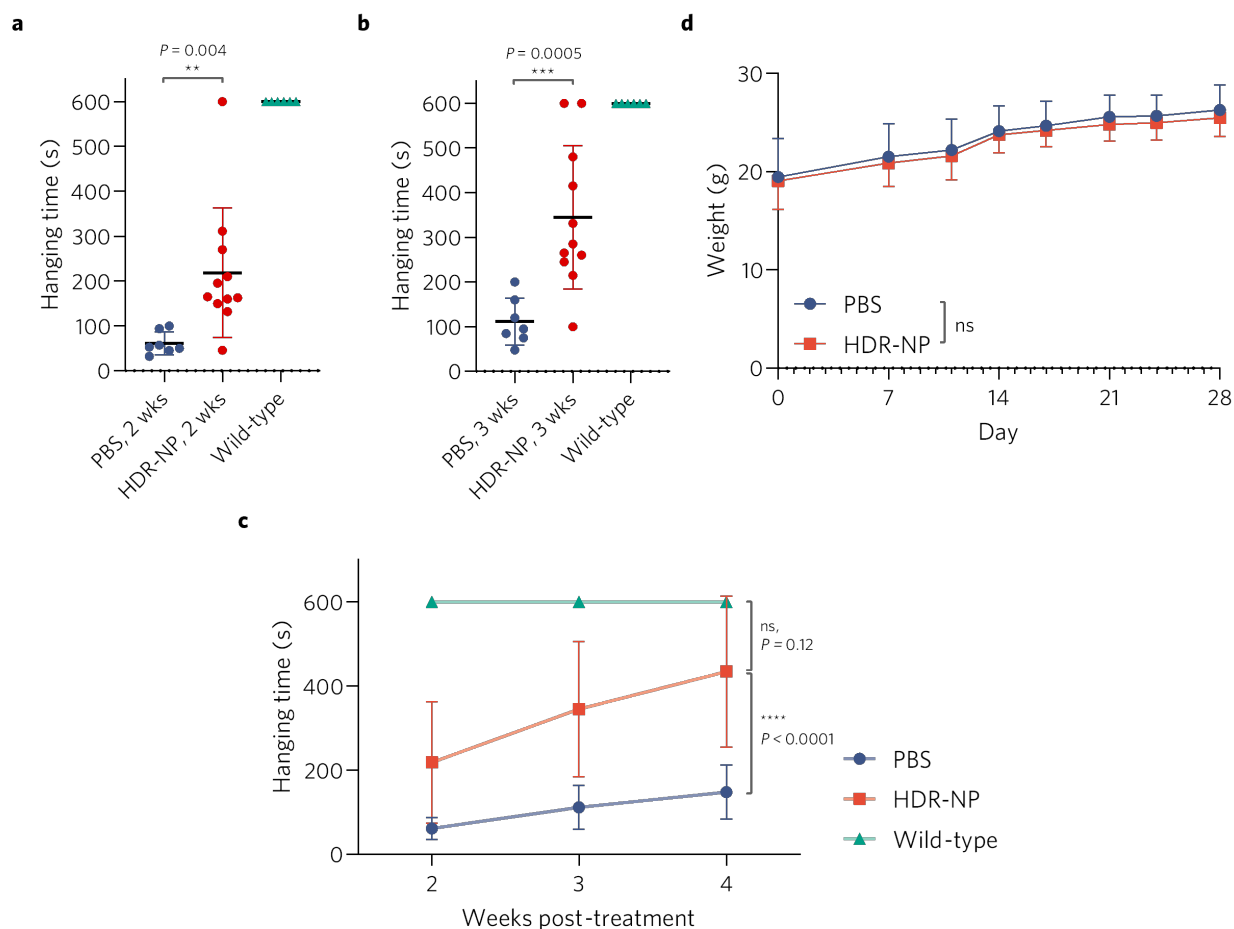 a
P = 0.004
**
Hanging time (s)
600
500
400
300
200
100
0
PBS, 2 wks
HDR-NP, 2 wks
Wild-type
b
P = 0.0005
***
Hanging time (s)
600
500
400
300
200
100
0
PBS, 3 wks
HDR-NP, 3 wks
Wild-type
d
Weight (g)
30
20
10
0
PBS
HDR-NP
ns
0 7 14 21 28
Day
c
Hanging time (s)
600
400
200
0
ns,
P = 0.12
****
P < 0.0001
2 3 4
Weeks post-treatment
PBS
HDR-NP
Wild-type